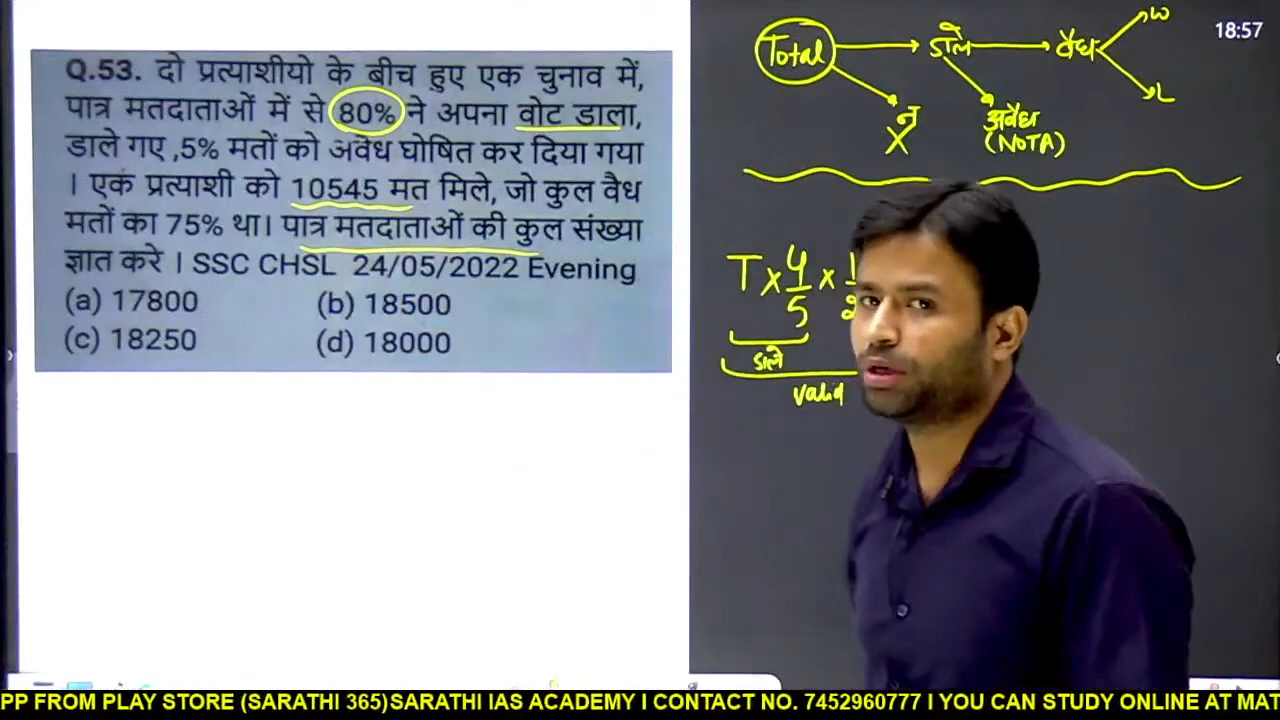 Q.53. दो प्रत्याशीयो के बीच हुए एक चुनाव में,
पात्र मतदाताओं में से 80% ने अपना वोट डाला,
डाले गए ,5% मतों को अवैध घोषित कर दिया गया
। एक प्रत्याशी को 10545 मत मिले, जो कुल वैध
मतों का 75% था। पात्र मतदाताओं की कुल संख्या
ज्ञात करे । SSC CHSL 24/05/2022 Evening
(a) 17800 (b) 18500
(c) 18250 (d) 18000
18:57
Total डाले वैध W
L
न
X
अवैध
(NOTA)
T × 4/5 ×
डाले
valid
PP FROM PLAY STORE (SARATHI 365)SARATHI IAS ACADEMY I CONTACT NO. 7452960777 I YOU CAN STUDY ONLINE AT MAT